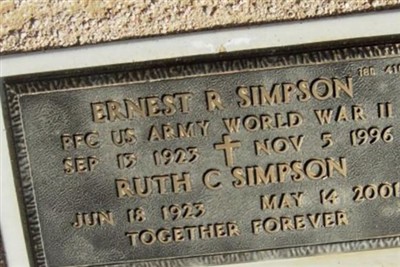 ERNEST R SIMPSON
PFC US ARMY WORLD WAR II
SEP 13 1923 NOV 5 1996
RUTH C SIMPSON
JUN 18 1923 MAY 14 2001
TOGETHER FOREVER